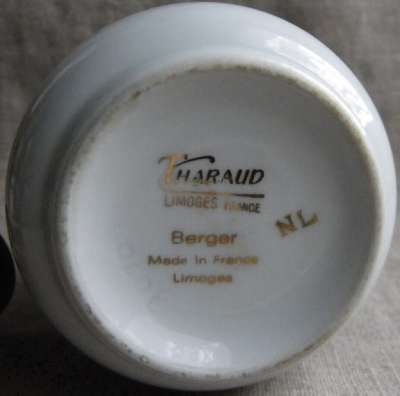 THARAUD
LIMOGES FRANCE
NL
Berger
Made in France
Limoges